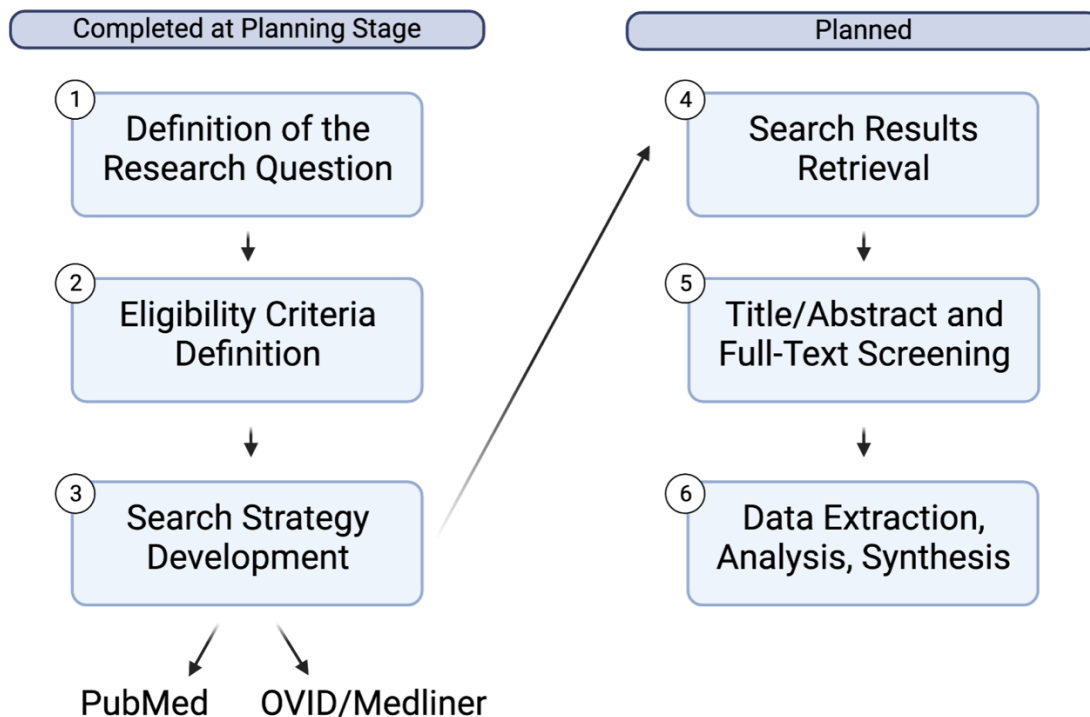 Completed at Planning Stage
1
Definition of the
Research Question
2
Eligibility Criteria
Definition
3
Search Strategy
Development
PubMed
OVID/Medliner
Planned
4
Search Results
Retrieval
5
Title/Abstract and
Full-Text Screening
6
Data Extraction,
Analysis, Synthesis